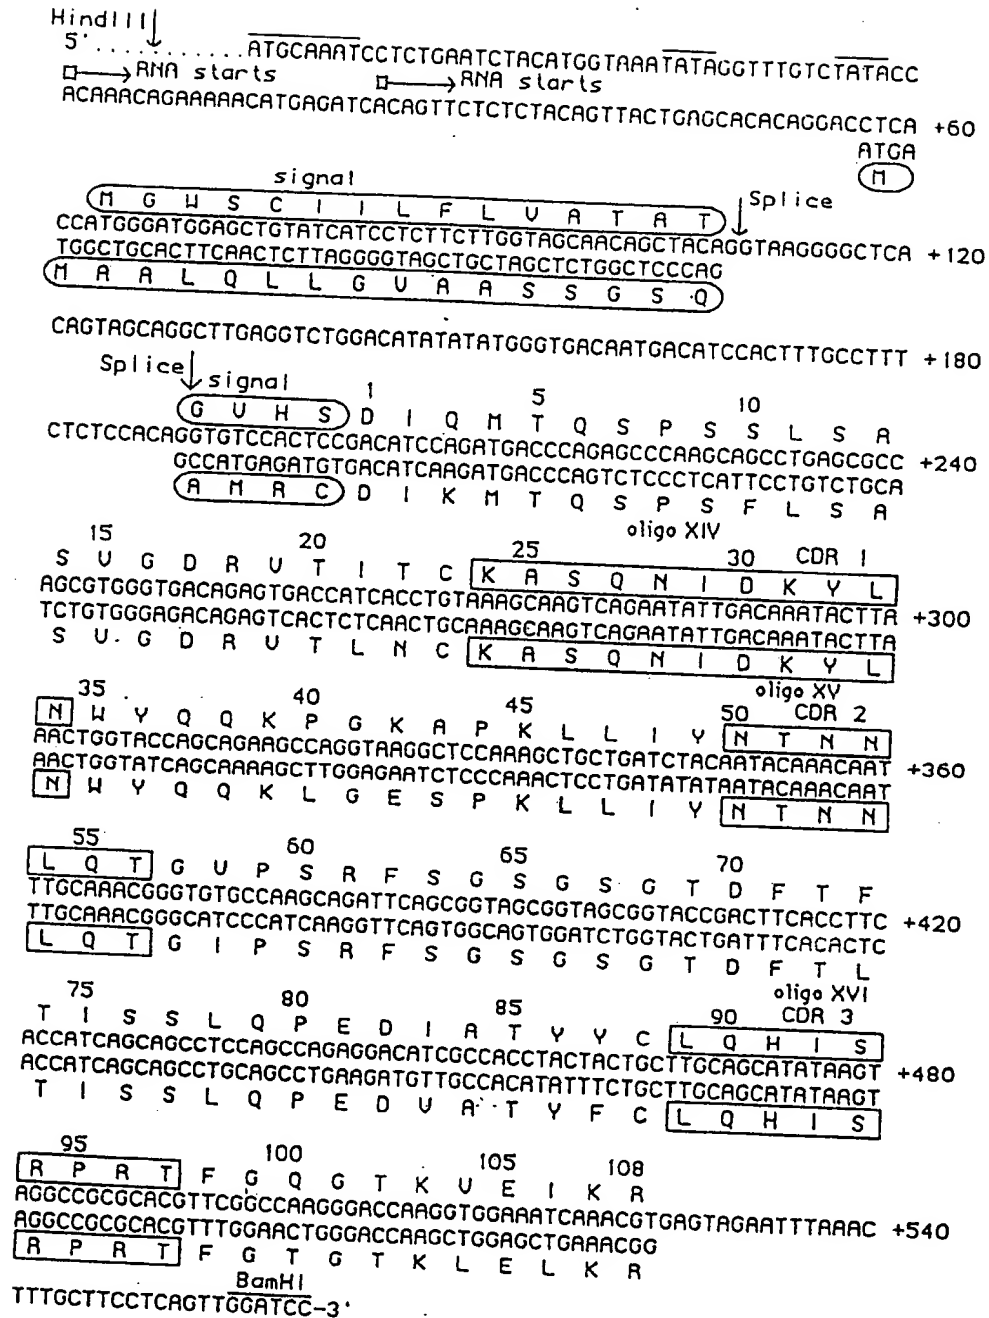 HindIII
5'...........ATGCAAATCCTCTGAATCTACATGGTAAATATAGGTTTGTCTATACC
RNA starts RNA starts
ACAAACAGAAAAACATGAGATCACAGTTCTCTCTACAGTTACTGAGCACACAGGACCTCA +60
ATGA
M
signal
Splice
M G W S C I I L F L V A T A T
CCATGGGATGGAGCTGTATCATCCTCTTCTTGGTAGCAACAGCTACAGGTAAGGGGCTCA +120
TGGCTGCACTTCAACTCTTAGGGGTAGCTGCTAGCTCTGGCTCCCAG
M A A L Q L L G V A A S S G S Q
CAGTAGCAGGCTTGAGGTCTGGACATATATATGGGTGACAATGACATCCACTTTGCCTTT +180
Splice signal 1 5 10
G V H S D I Q M T Q S P S S L S A
CTCTCCACAGGTGTCCACTCCGACATCCAGATGACCCAGAGCCCAAGCAGCCTGAGCGCC +240
GCCATGAGATGTGACATCAAGATGACCCAGTCTCCCTCATTCCTGTCTGCA
A M R C D I K M T Q S P S F L S A
oligo XIV
15 20 25 30 CDR 1
S V G D R V T I T C K A S Q N I D K Y L
AGCGTGGGTGACAGAGTGACCATCACCTGTAAAGCAAGTCAGAATATTGACAAATACTTA +300
TCTGTGGGAGACAGAGTCACTCTCAACTGCAAAGCAAGTCAGAATATTGACAAATACTTA
S V G D R V T L N C K A S Q N I D K Y L
oligo XV
35 40 45 50 CDR 2
N W Y Q Q K P G K A P K L L I Y N T N N
AACTGGTACCAGCAGAAGCCAGGTAAGGCTCCAAAGCTGCTGATCTACAATACAAACAAT +360
AACTGGTATCAGCAAAAGCTTGGAGAATCTCCCAAACTCCTGATATATAATACAAACAAT
N W Y Q Q K L G E S P K L L I Y N T N N
55 60 65 70
L Q T G V P S R F S G S G S G T D F T F
TTGCAAACGGGTGTGCCAAGCAGATTCAGCGGTAGCGGTAGCGGTACCGACTTCACCTTC +420
TTGCAAACGGGCATCCCATCAAGGTTCAGTGGCAGTGGATCTGGTACTGATTTCACACTC
L Q T G I P S R F S G S G S G T D F T L
oligo XVI
75 80 85 90 CDR 3
T I S S L Q P E D I A T Y Y C L Q H I S
ACCATCAGCAGCCTCCAGCCAGAGGACATCGCCACCTACTACTGCTTGCAGCATATAAGT +480
ACCATCAGCAGCCTGCAGCCTGAAGATGTTGCCACATATTTCTGCTTGCAGCATATAAGT
T I S S L Q P E D V A T Y F C L Q H I S
95 100 105 108
R P R T F G Q G T K V E I K R
AGGCCGCGCACGTTCGGCCAAGGGACCAAGGTGGAAATCAAACGTGAGTAGAATTTAAAC +540
AGGCCGCGCACGTTTGGAACTGGGACCAAGCTGGAGCTGAAACGG
R P R T F G T G T K L E L K R
BamHI
TTTGCTTCCTCAGTTGGATCC-3'